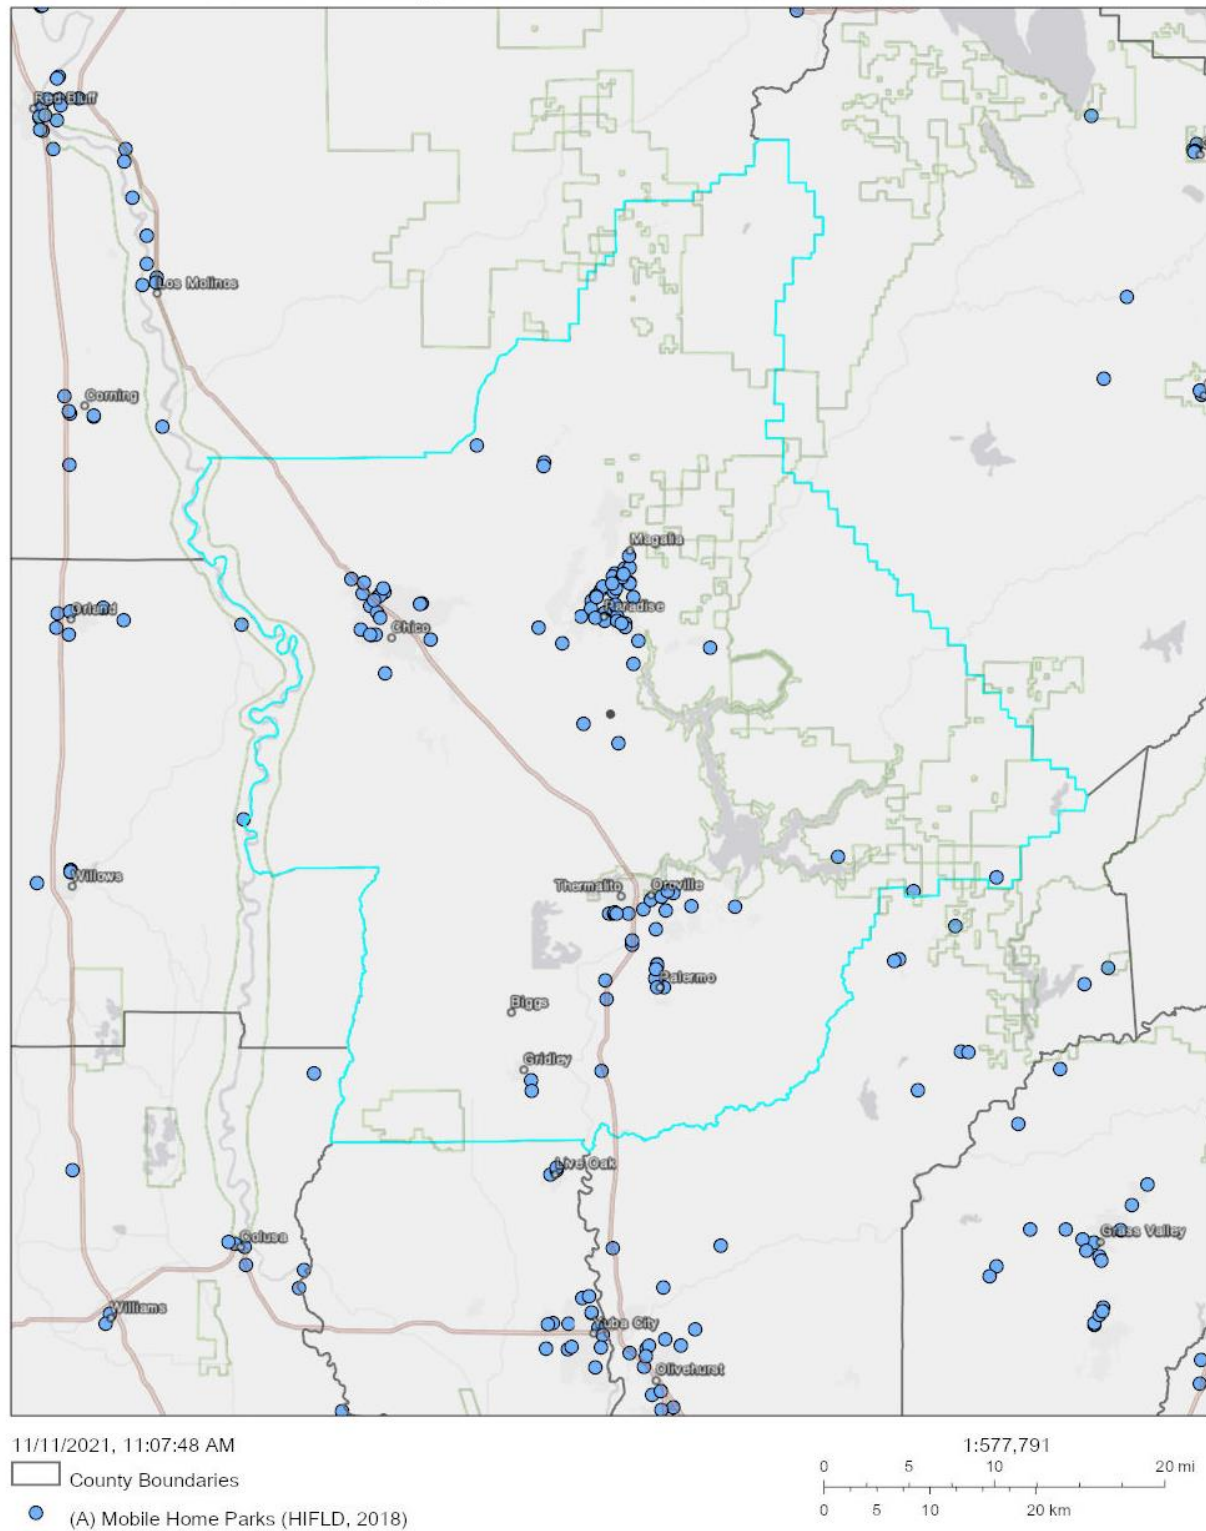 Red Bluff
Los Molinos
Corning
Magalia
Orland
Paradise
Chico
Willows
Thermalito
Oroville
Palermo
Biggs
Gridley
Live Oak
Colusa
Grass Valley
Williams
Yuba City
Olivehurst
11/11/2021, 11:07:48 AM
1:577,791
County Boundaries
0 5 10 20 mi
0 5 10 20 km
(A) Mobile Home Parks (HIFLD, 2018)